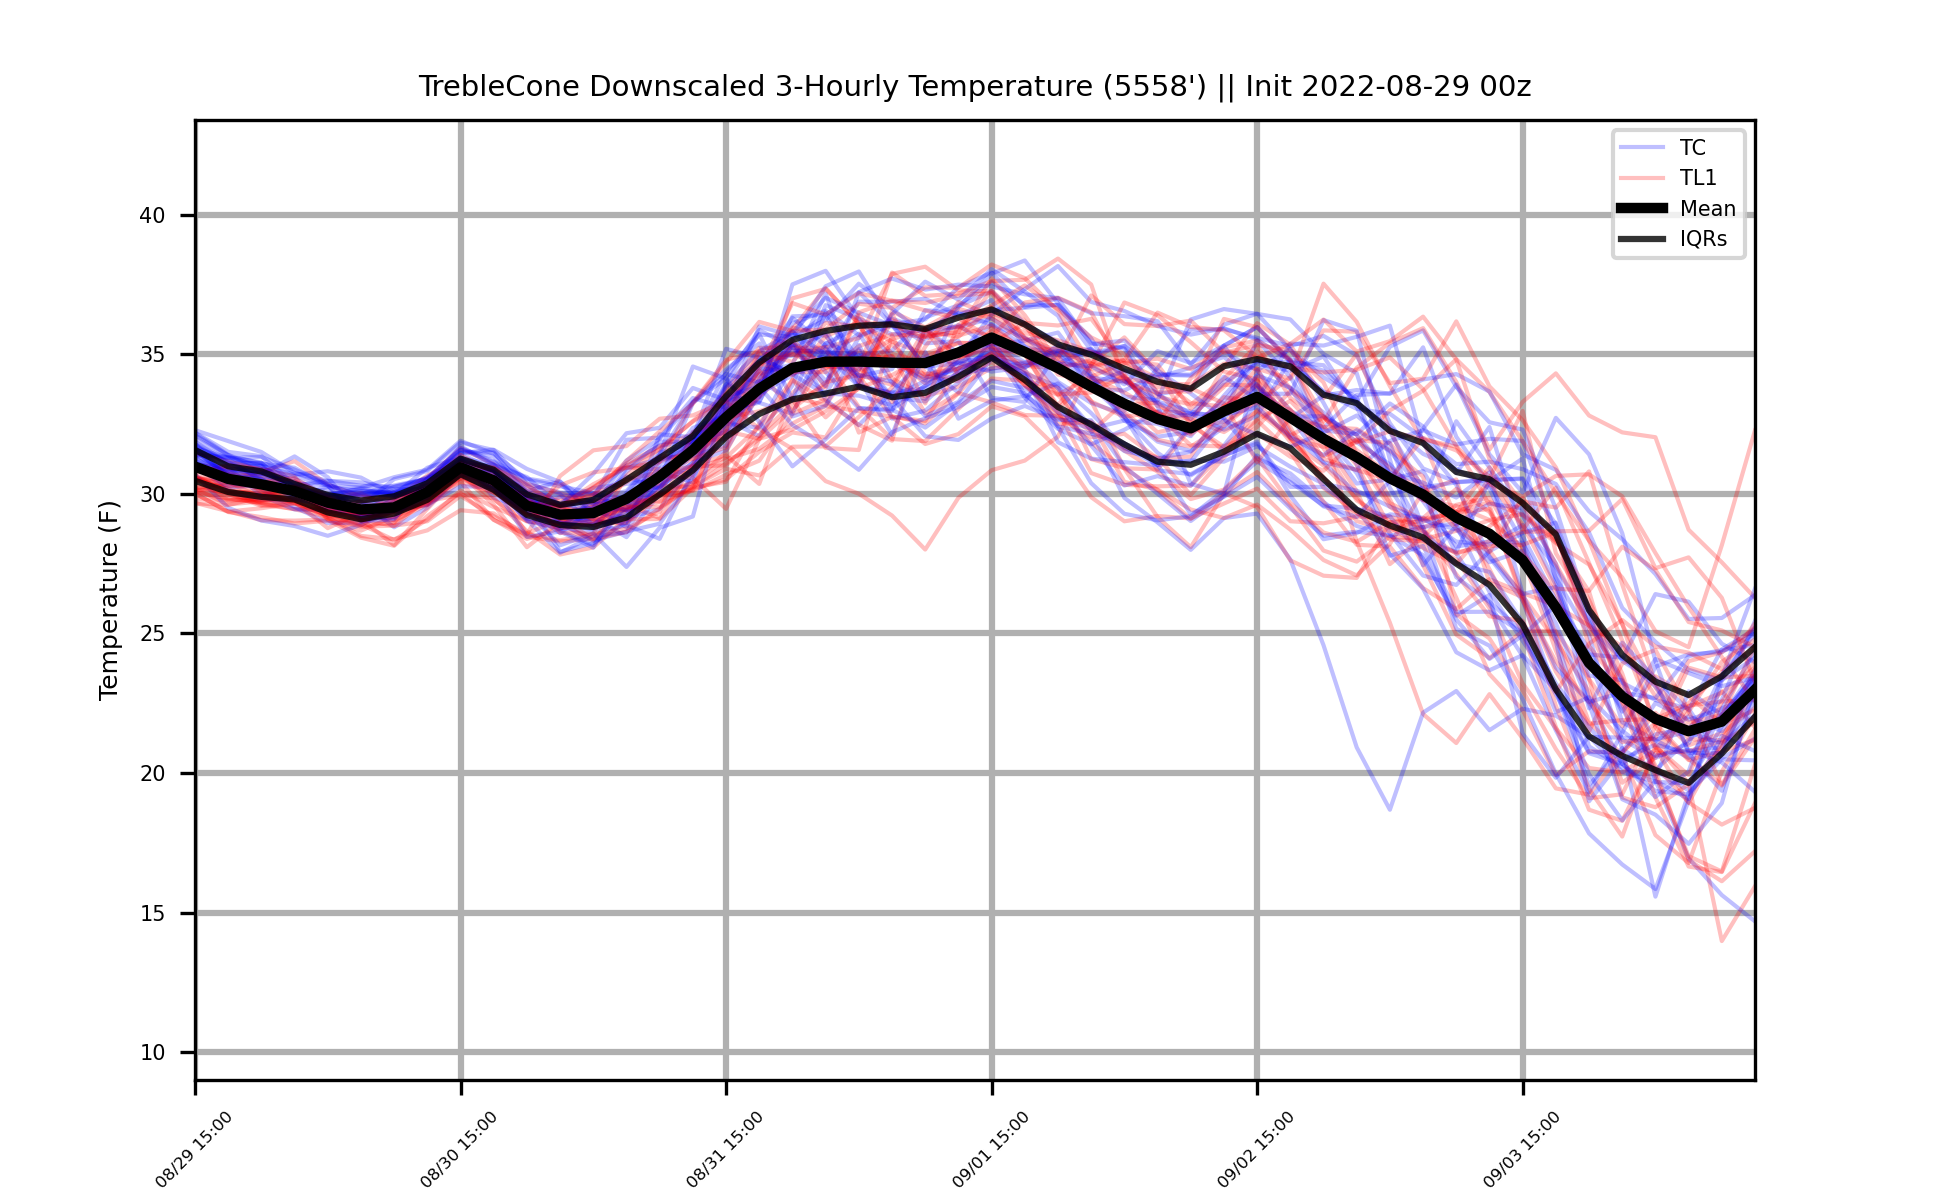 TrebleCone Downscaled 3-Hourly Temperature (5558') || Init 2022-08-29 00z
TC
TL1
Mean
IQRs
Temperature (F)
40
35
30
25
20
15
10
08/29 15:00
08/30 15:00
08/31 15:00
09/01 15:00
09/02 15:00
09/03 15:00